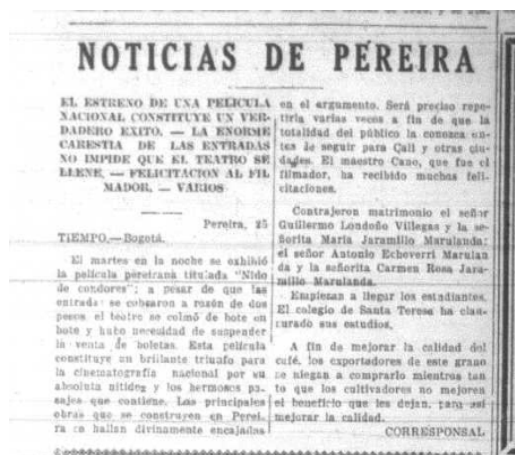 NOTICIAS DE PEREIRA
EL ESTRENO DE UNA PELICULA
NACIONAL CONSTITUYE UN VER-
DADERO EXITO. — LA ENORME
CARESTIA DE LAS ENTRADAS
NO IMPIDE QUE EL TEATRO SE
LLENE. — FELICITACION AL FIL
MADOR. — VARIOS
Pereira, 25
TIEMPO.—Bogotá.
El martes en la noche se exhibió
la película pereirana titulada "Nido
de condores"; a pesar de que las
entradas se cobraron a razón de dos
pesos el teatro se colmó de bote en
bote y hubo necesidad de suspender
la venta de boletas. Esta película
constituye un brillante triunfo para
la cinematografía nacional por su
absoluta nitidez y los hermosos pa-
sajes que contiene. Las principales
obras que se construyen en Perei-
ra se hallan divinamente encajadas
en el argumento. Será preciso repe-
tirla varias veces a fin de que la
totalidad del público la conozca an-
tes de seguir para Cali y otras ciu-
dades. El maestro Cano, que fue el
filmador, ha recibido muchas feli-
citaciones.
Contrajeron matrimonio el señor
Guillermo Londoño Villegas y la se-
ñorita María Jaramillo Marulanda;
el señor Antonio Echeverri Marulan
da y la señorita Carmen Rosa Jara-
millo Marulanda.
Empiezan a llegar los estudiantes.
El colegio de Santa Teresa ha clau-
curado sus estudios.
A fin de mejorar la calidad del
café, los exportadores de este grano
se niegan a comprarlo mientras tan
to que los cultivadores no mejoren
el beneficio que les dejan, para así
mejorar la calidad.
CORRESPONSAL